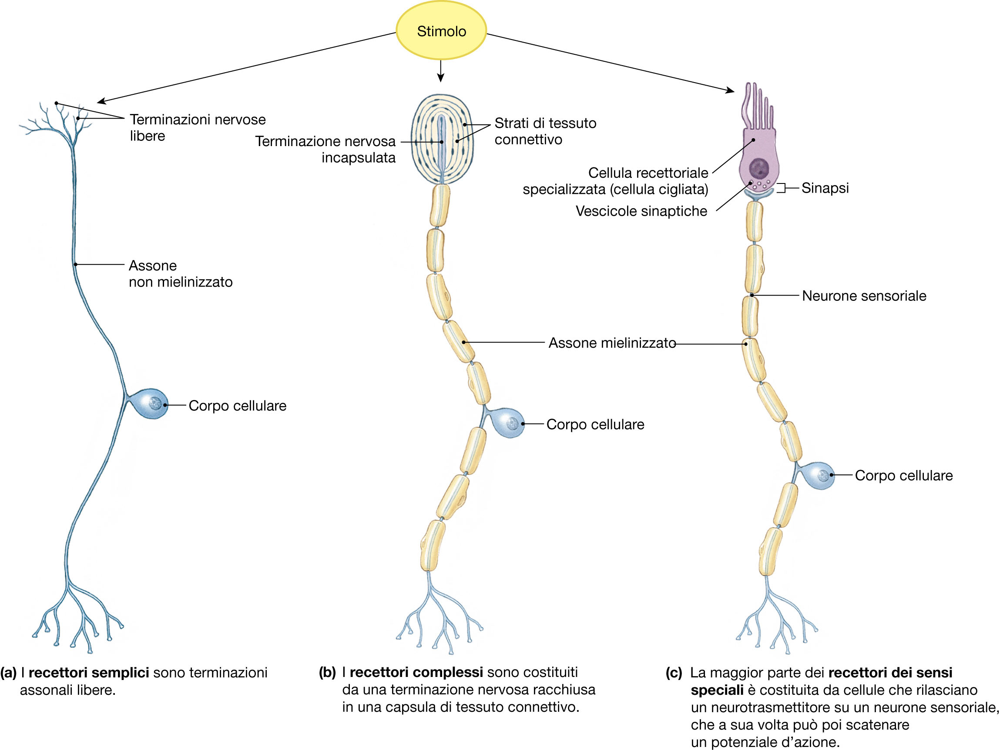 Stimolo
Terminazioni nervose
libere
Terminazione nervosa
incapsulata
Strati di tessuto
connettivo
Cellula recettoriale
specializzata (cellula cigliata)
Vescicole sinaptiche
Sinapsi
Assone
non mielinizzato
Neurone sensoriale
Assone mielinizzato
Corpo cellulare
Corpo cellulare
Corpo cellulare
(a) I recettori semplici sono terminazioni
assonali libere.
(b) I recettori complessi sono costituiti
da una terminazione nervosa racchiusa
in una capsula di tessuto connettivo.
(c) La maggior parte dei recettori dei sensi
speciali è costituita da cellule che rilasciano
un neurotrasmettitore su un neurone sensoriale,
che a sua volta può poi scatenare
un potenziale d’azione.